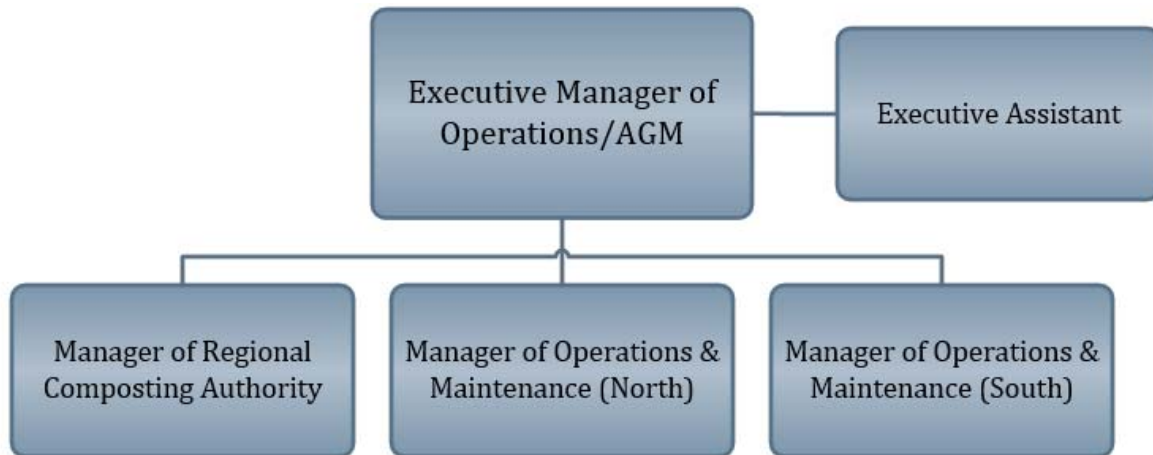 Executive Manager of
Operations/AGM
Executive Assistant
Manager of Regional
Composting Authority
Manager of Operations &
Maintenance (North)
Manager of Operations &
Maintenance (South)